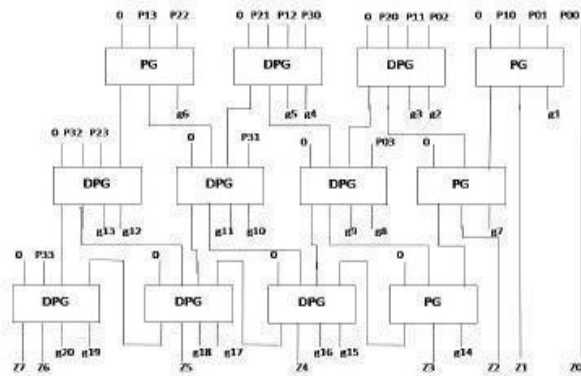 0 P13 P22 0 P21 P12 P30 0 P20 P11 P02 0 P10 P01 P00
PG DPG DPG PG
g6 g5 g4 g3 g2 g1
0 P32 P23 0 P31 0 P03 0
DPG DPG DPG PG
g13 g12 g11 g10 g9 g8 g7
0 P33 0 0 0
DPG DPG DPG PG
Z7 Z6 g20 g19 Z5 g18 g17 Z4 g16 g15 Z3 g14 Z2 Z1 Z0